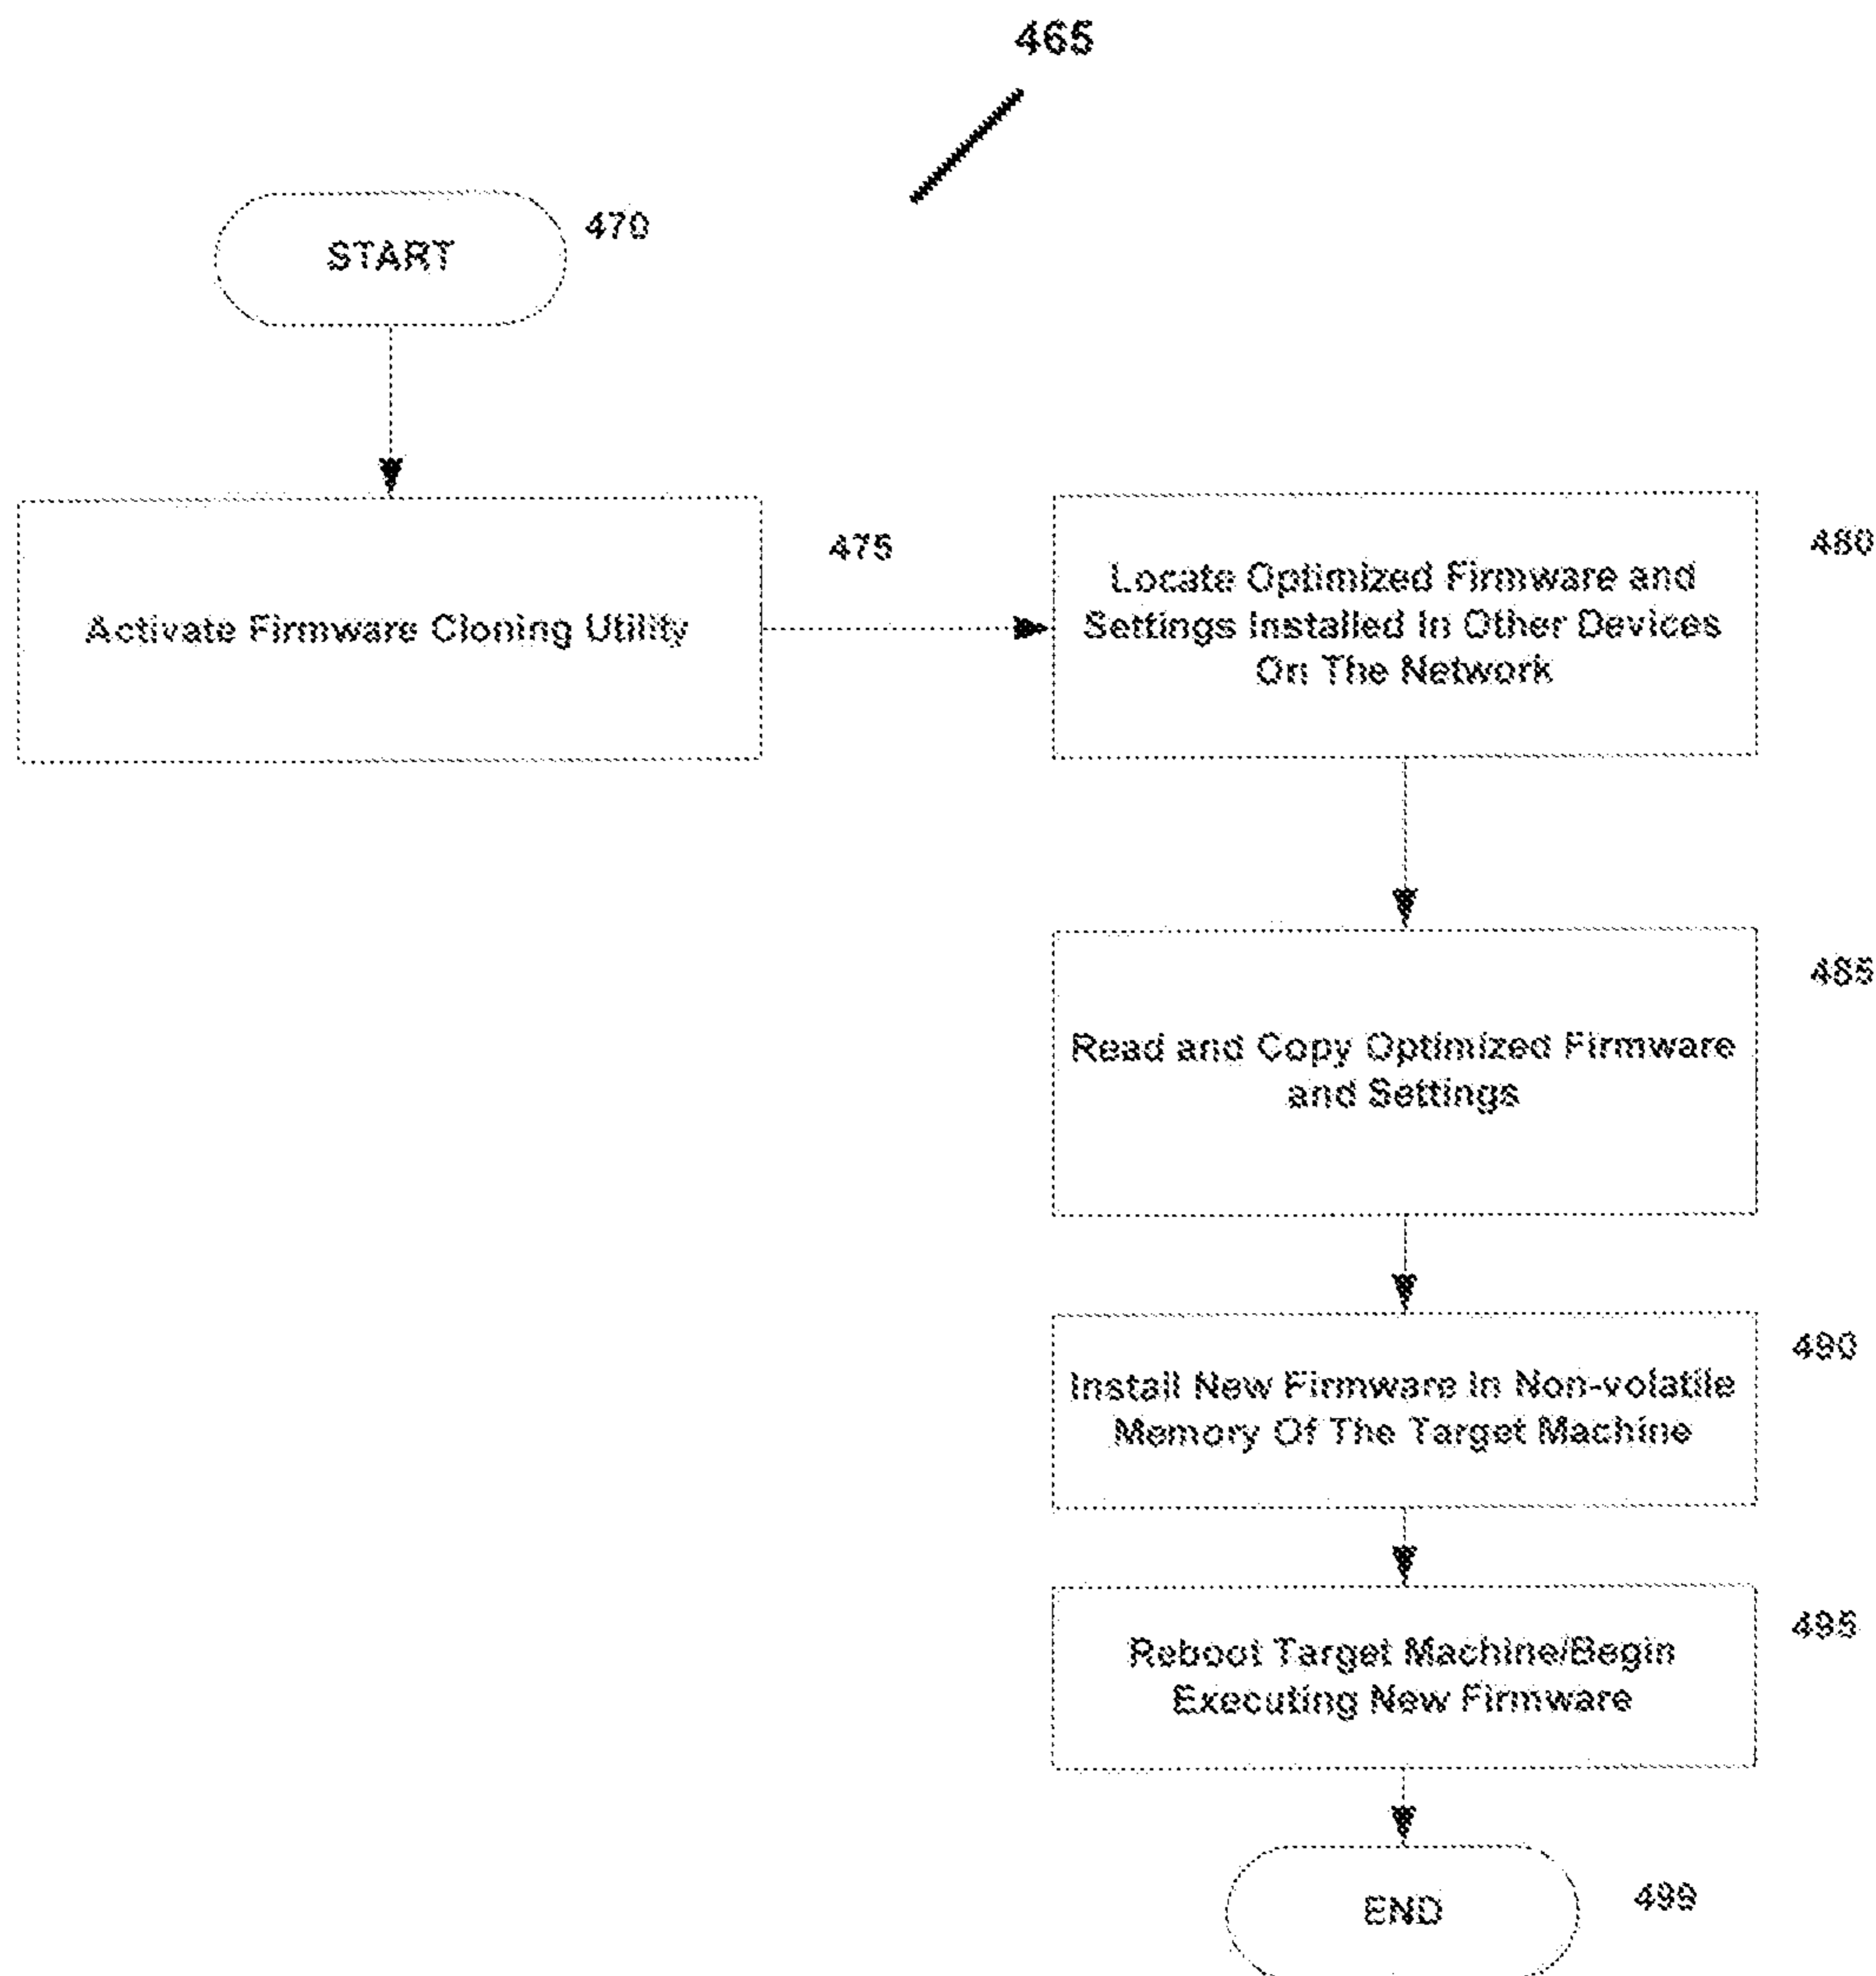 465
START
470
Activate Firmware Cloning Utility
475
Locate Optimized Firmware and
Settings Installed In Other Devices
On The Network
480
Read and Copy Optimized Firmware
and Settings
485
Install New Firmware In Non-volatile
Memory Of The Target Machine
490
Reboot Target Machine/Begin
Executing New Firmware
495
END
499